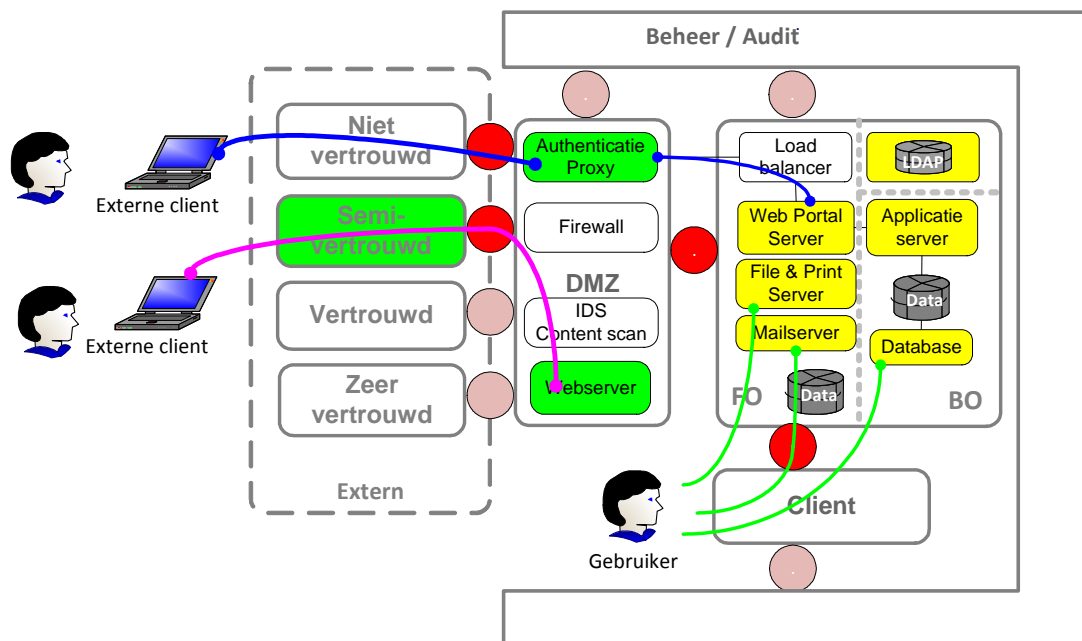 Beheer / Audit
Niet
vertrouwd
Externe client
Semi-
vertrouwd
Externe client
Vertrouwd
Zeer
vertrouwd
Extern
Authenticatie
Proxy
Firewall
DMZ
IDS
Content scan
Webserver
Load
balancer
LDAP
Web Portal
Server
Applicatie
server
File & Print
Server
Data
Mailserver
Database
FO
Data
BO
Client
Gebruiker